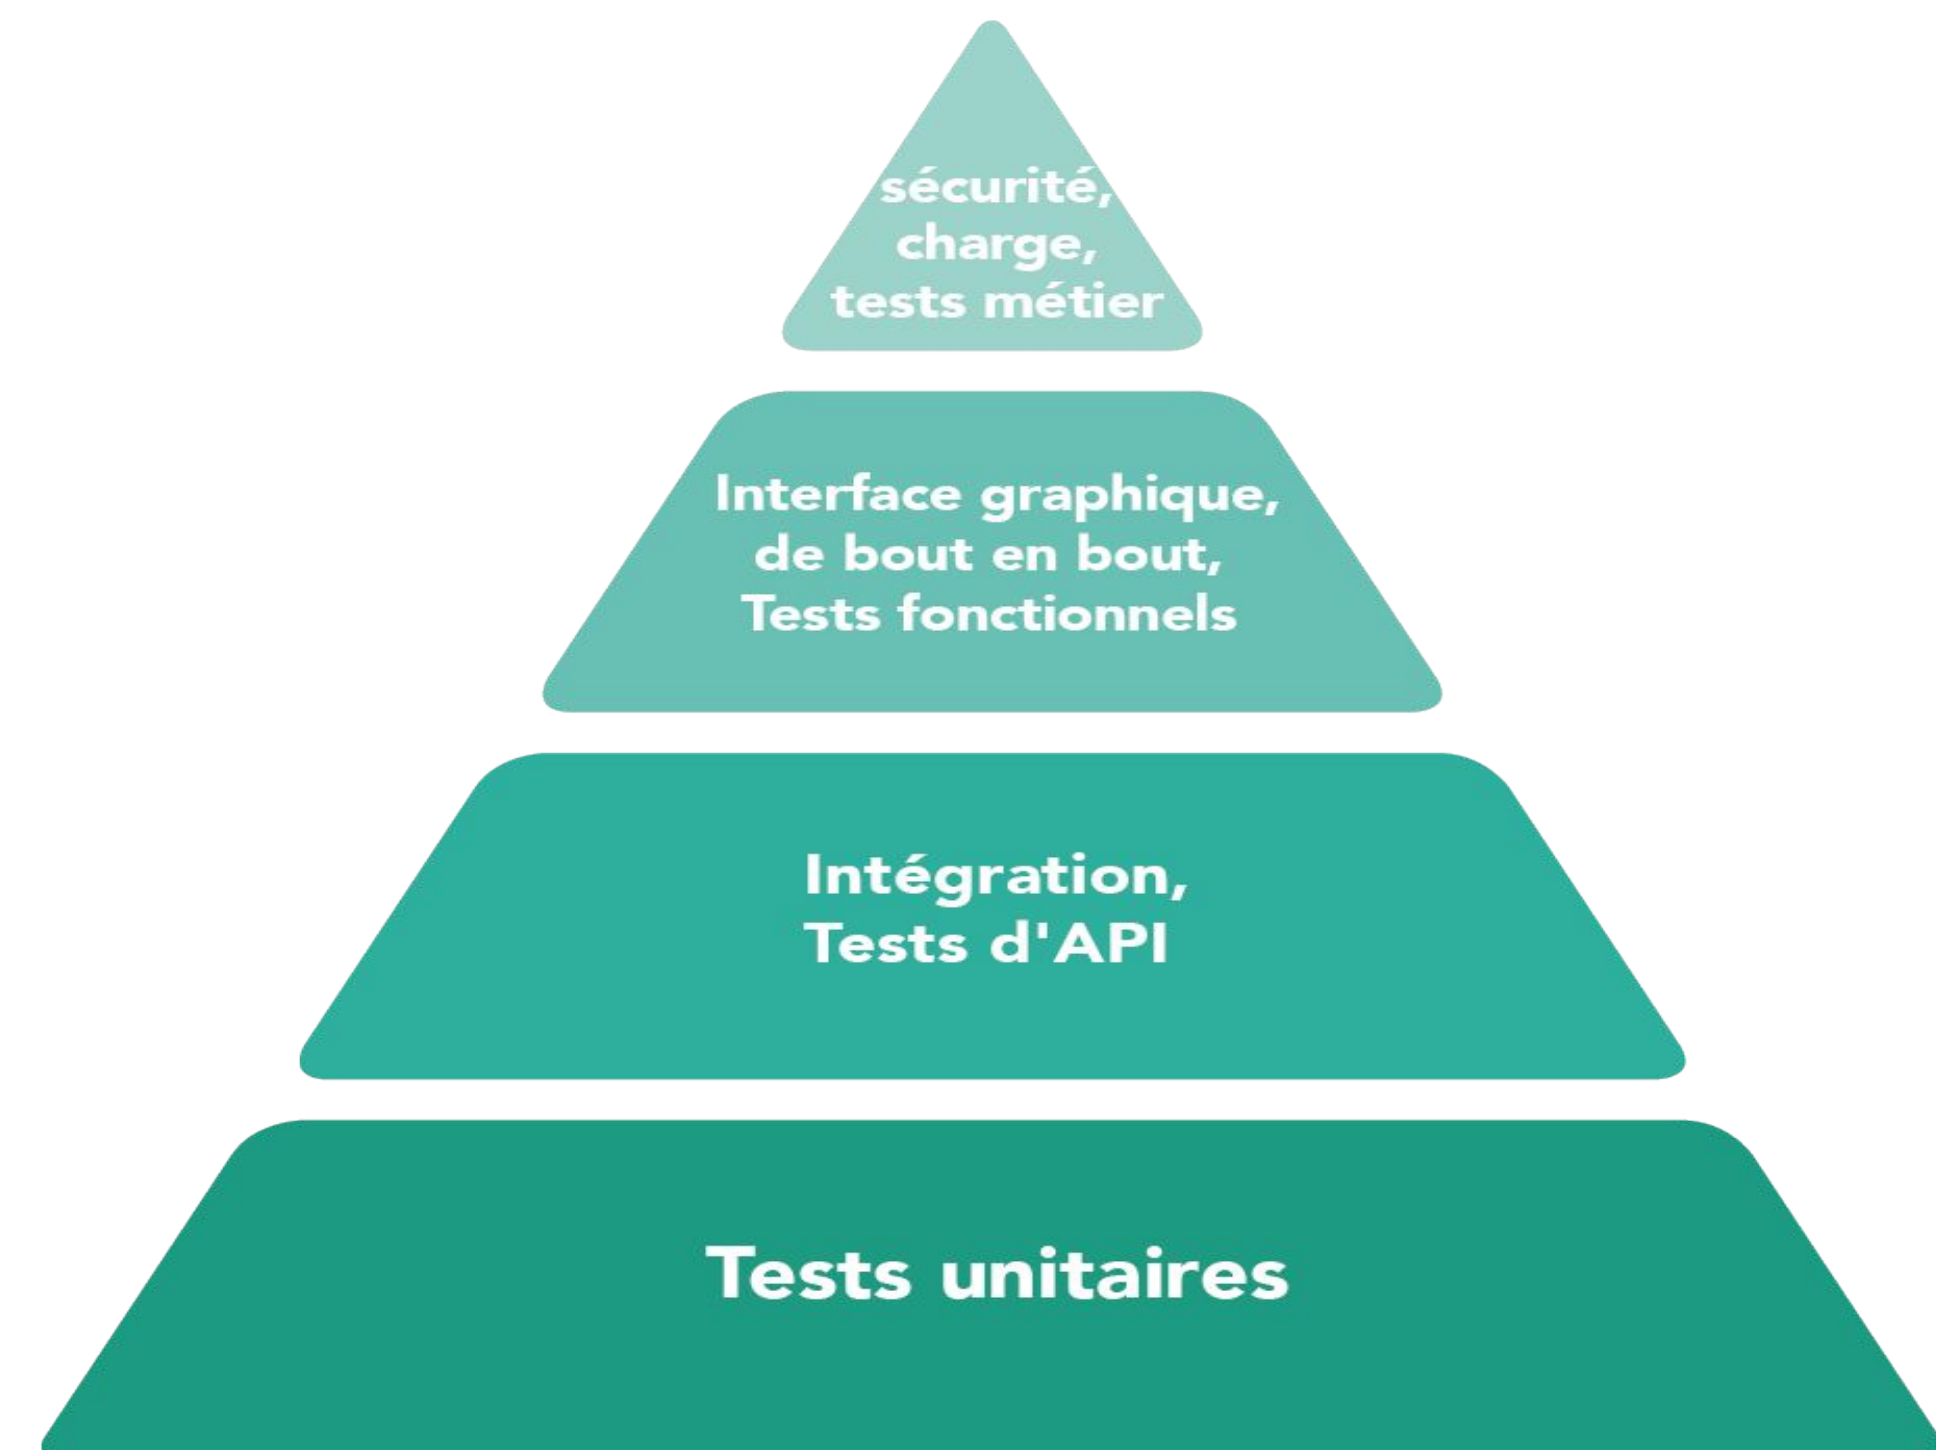 sécurité,
charge,
tests métier
Interface graphique,
de bout en bout,
Tests fonctionnels
Intégration,
Tests d'API
Tests unitaires